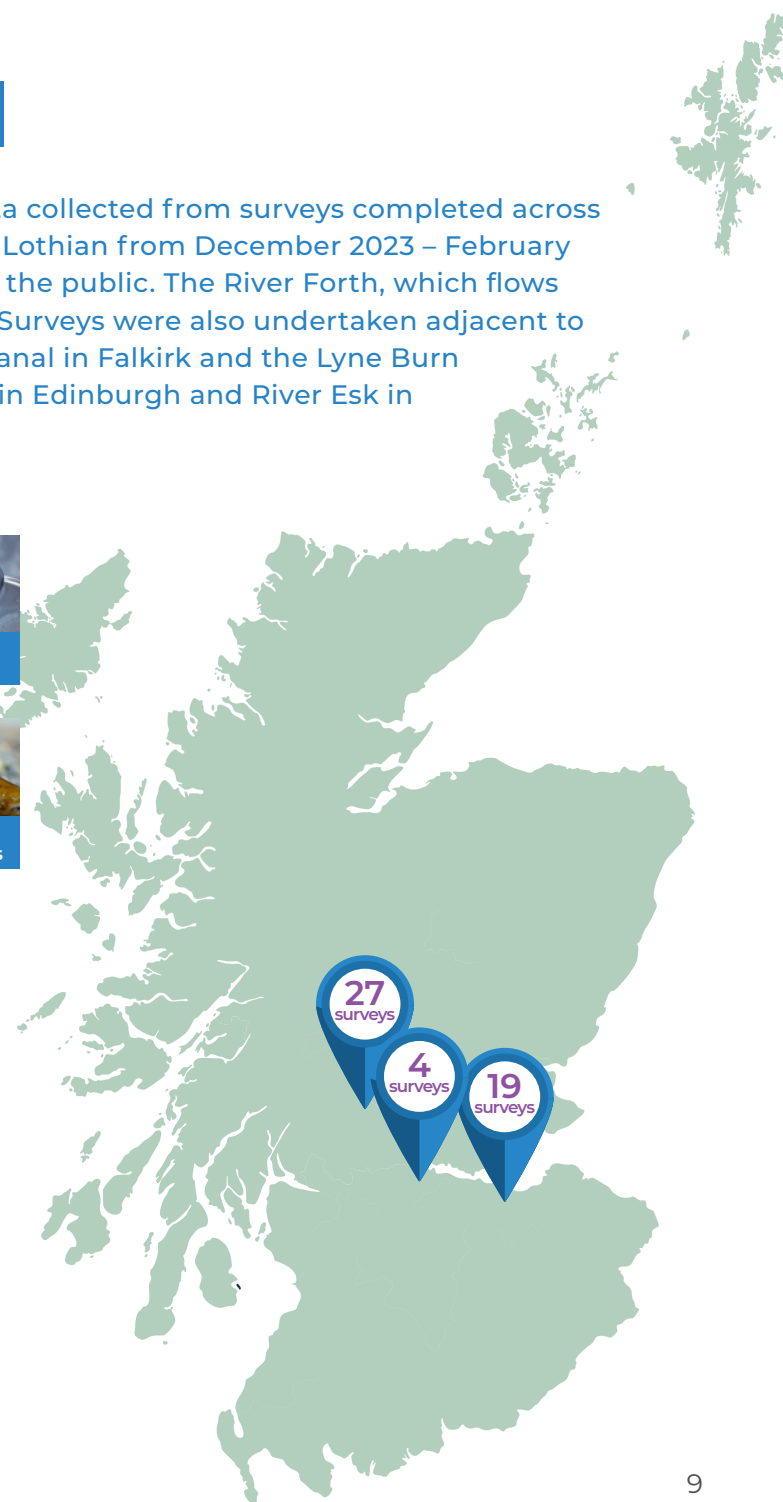 a collected from surveys completed across
Lothian from December 2023 – February
the public. The River Forth, which flows
Surveys were also undertaken adjacent to
anal in Falkirk and the Lyne Burn
in Edinburgh and River Esk in
s
27
surveys
4
surveys
19
surveys
9